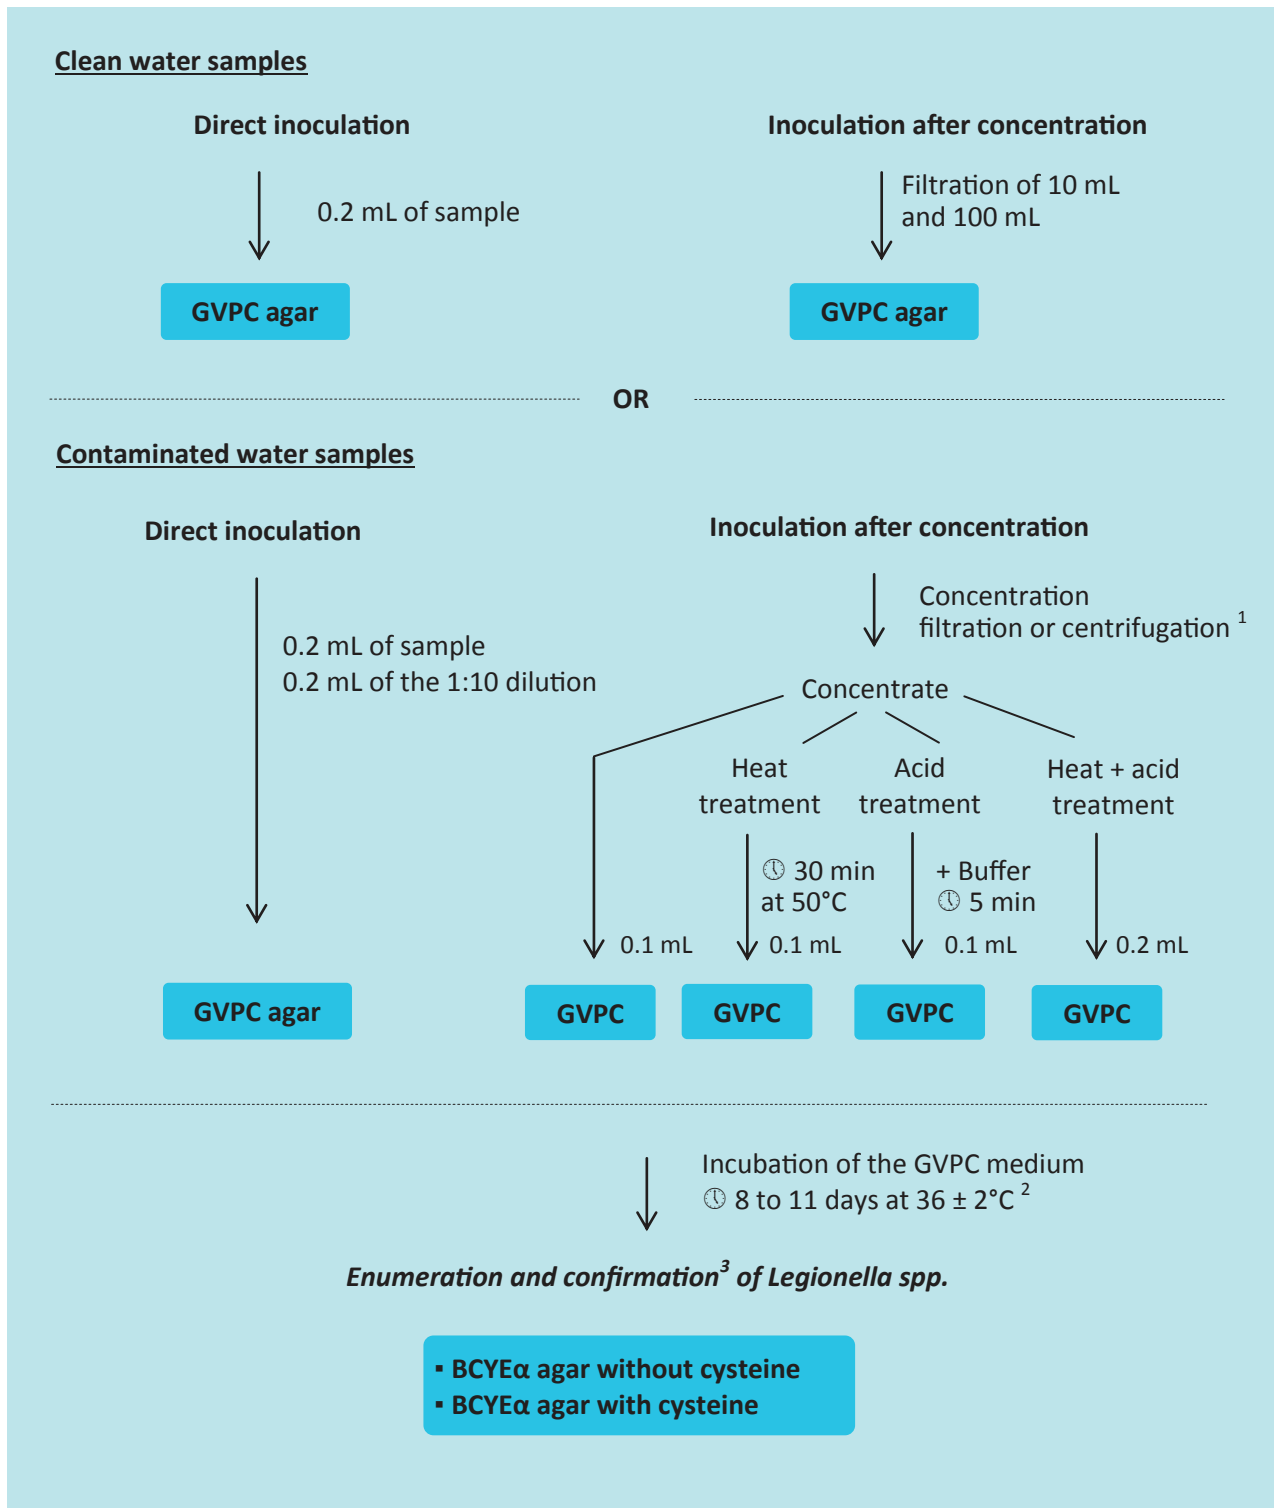 Clean water samples
Direct inoculation
0.2 mL of sample
GVPC agar
Inoculation after concentration
Filtration of 10 mL
and 100 mL
GVPC agar
OR
Contaminated water samples
Direct inoculation
0.2 mL of sample
0.2 mL of the 1:10 dilution
GVPC agar
Inoculation after concentration
Concentration
filtration or centrifugation 1
Concentrate
0.1 mL
GVPC
Heat
treatment
30 min
at 50°C
0.1 mL
GVPC
Acid
treatment
+ Buffer
5 min
0.1 mL
GVPC
Heat + acid
treatment
0.2 mL
GVPC
Incubation of the GVPC medium
8 to 11 days at 36 ± 2°C 2
Enumeration and confirmation3 of Legionella spp.
▪ BCYEα agar without cysteine
▪ BCYEα agar with cysteine